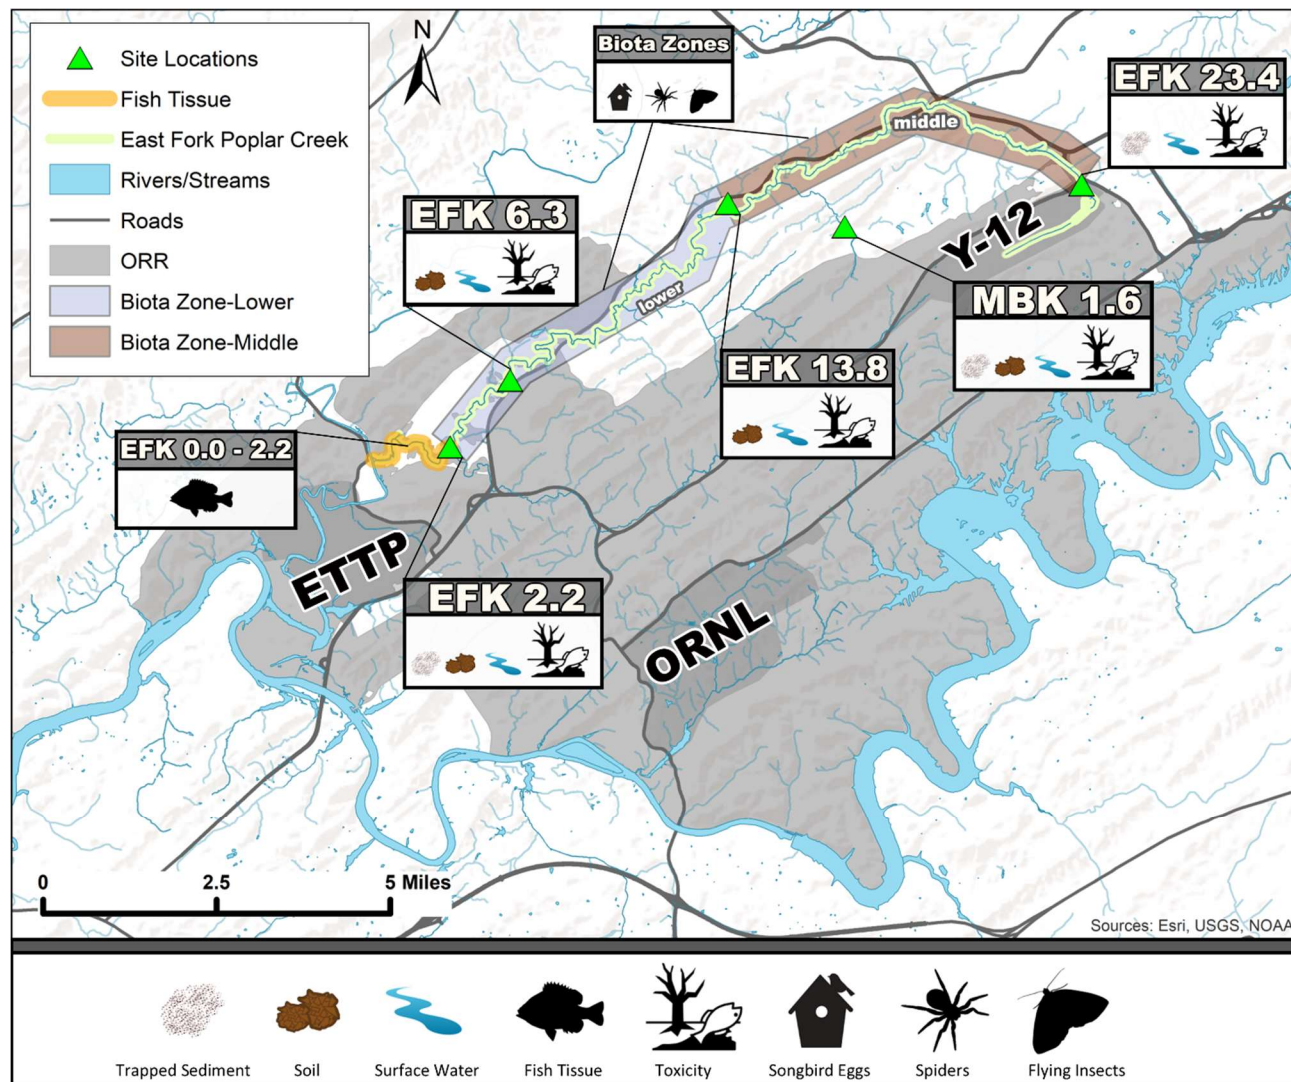 Site Locations
Fish Tissue
East Fork Poplar Creek
Rivers/Streams
Roads
ORR
Biota Zone-Lower
Biota Zone-Middle
N
Biota Zones
EFK 23.4
middle
EFK 6.3
lower
Y-12
MBK 1.6
EFK 13.8
EFK 0.0 - 2.2
ETTP
EFK 2.2
ORNL
0 2.5 5 Miles
Sources: Esri, USGS, NOAA
Trapped Sediment Soil Surface Water Fish Tissue Toxicity Songbird Eggs Spiders Flying Insects